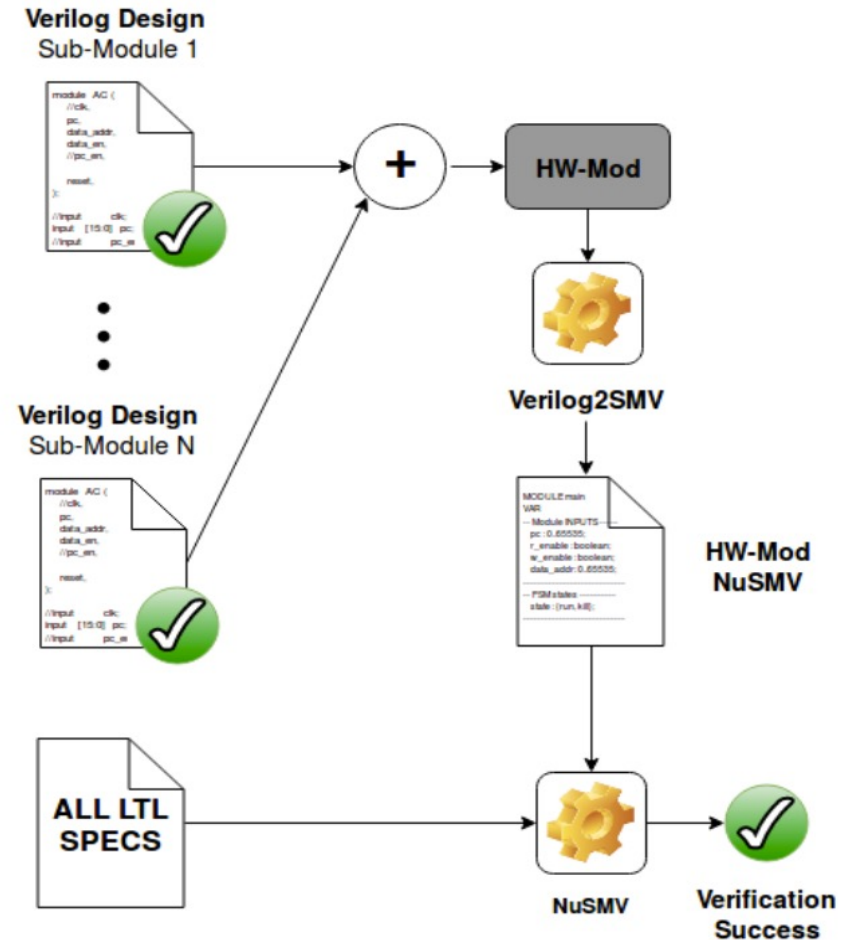 Verilog Design
Sub-Module 1
module AC (
//clk,
pc,
data_addr,
data_en,
//pc_en,
reset,
);
//Input clk;
Input [15:0] pc;
//Input pc_e
+
HW-Mod
Verilog2SMV
Verilog Design
Sub-Module N
module AC (
//clk,
pc,
data_addr,
data_en,
//pc_en,
reset,
);
//Input clk;
Input [15:0] pc;
//Input pc_e
MODULE main
VAR
-- Module INPUTS ------
pc : 0..65535;
r_enable : boolean;
w_enable : boolean;
data_addr: 0..65535;
-- FSM states ------------
state : {run, kill};
HW-Mod
NuSMV
ALL LTL
SPECS
NuSMV
Verification
Success